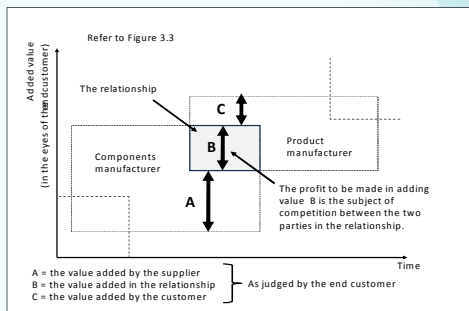 Refer to Figure 3.3
Added value
(in the eyes of the endcustomer)
The relationship
C
B
A
Components
manufacturer
Product
manufacturer
The profit to be made in adding
value B is the subject of
competition between the two
parties in the relationship.
Time
A = the value added by the supplier
B = the value added in the relationship
C = the value added by the customer
As judged by the end customer